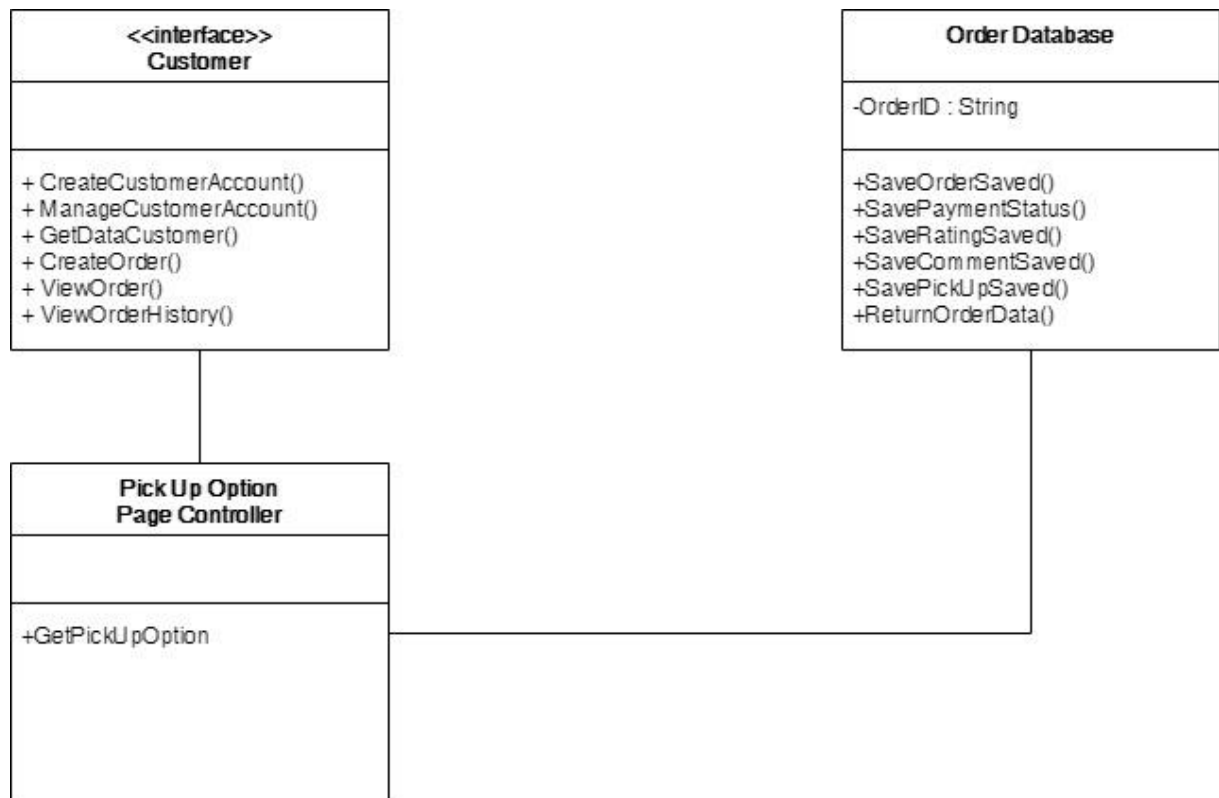 <<interface>>
Customer
+ CreateCustomerAccount()
+ ManageCustomerAccount()
+ GetDataCustomer()
+ CreateOrder()
+ ViewOrder()
+ ViewOrderHistory()
Order Database
-OrderID : String
+SaveOrderSaved()
+SavePaymentStatus()
+SaveRatingSaved()
+SaveCommentSaved()
+SavePickUpSaved()
+ReturnOrderData()
Pick Up Option
Page Controller
+GetPickUpOption